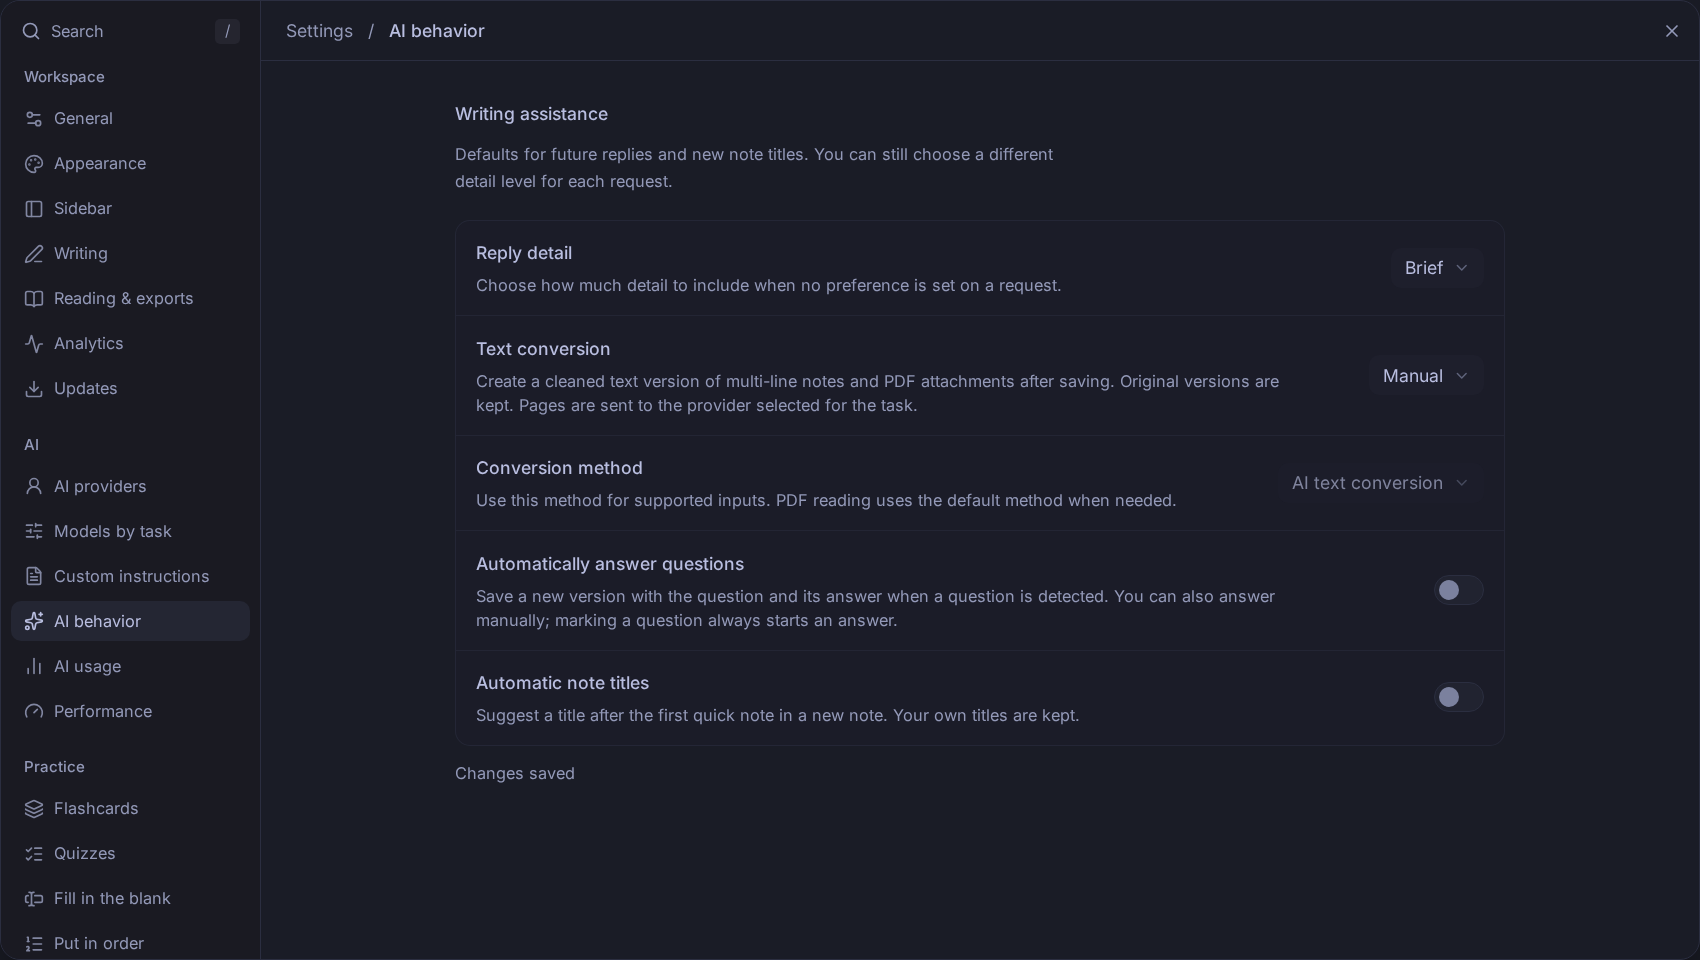 Search
/
Workspace
General
Appearance
Sidebar
Writing
Reading & exports
Analytics
Updates
AI
AI providers
Models by task
Custom instructions
AI behavior
AI usage
Performance
Practice
Flashcards
Quizzes
Fill in the blank
Put in order
Settings / AI behavior
Writing assistance
Defaults for future replies and new note titles. You can still choose a different
detail level for each request.
Reply detail
Choose how much detail to include when no preference is set on a request.
Brief
Text conversion
Create a cleaned text version of multi-line notes and PDF attachments after saving. Original versions are
kept. Pages are sent to the provider selected for the task.
Manual
Conversion method
Use this method for supported inputs. PDF reading uses the default method when needed.
AI text conversion
Automatically answer questions
Save a new version with the question and its answer when a question is detected. You can also answer
manually; marking a question always starts an answer.
Automatic note titles
Suggest a title after the first quick note in a new note. Your own titles are kept.
Changes saved